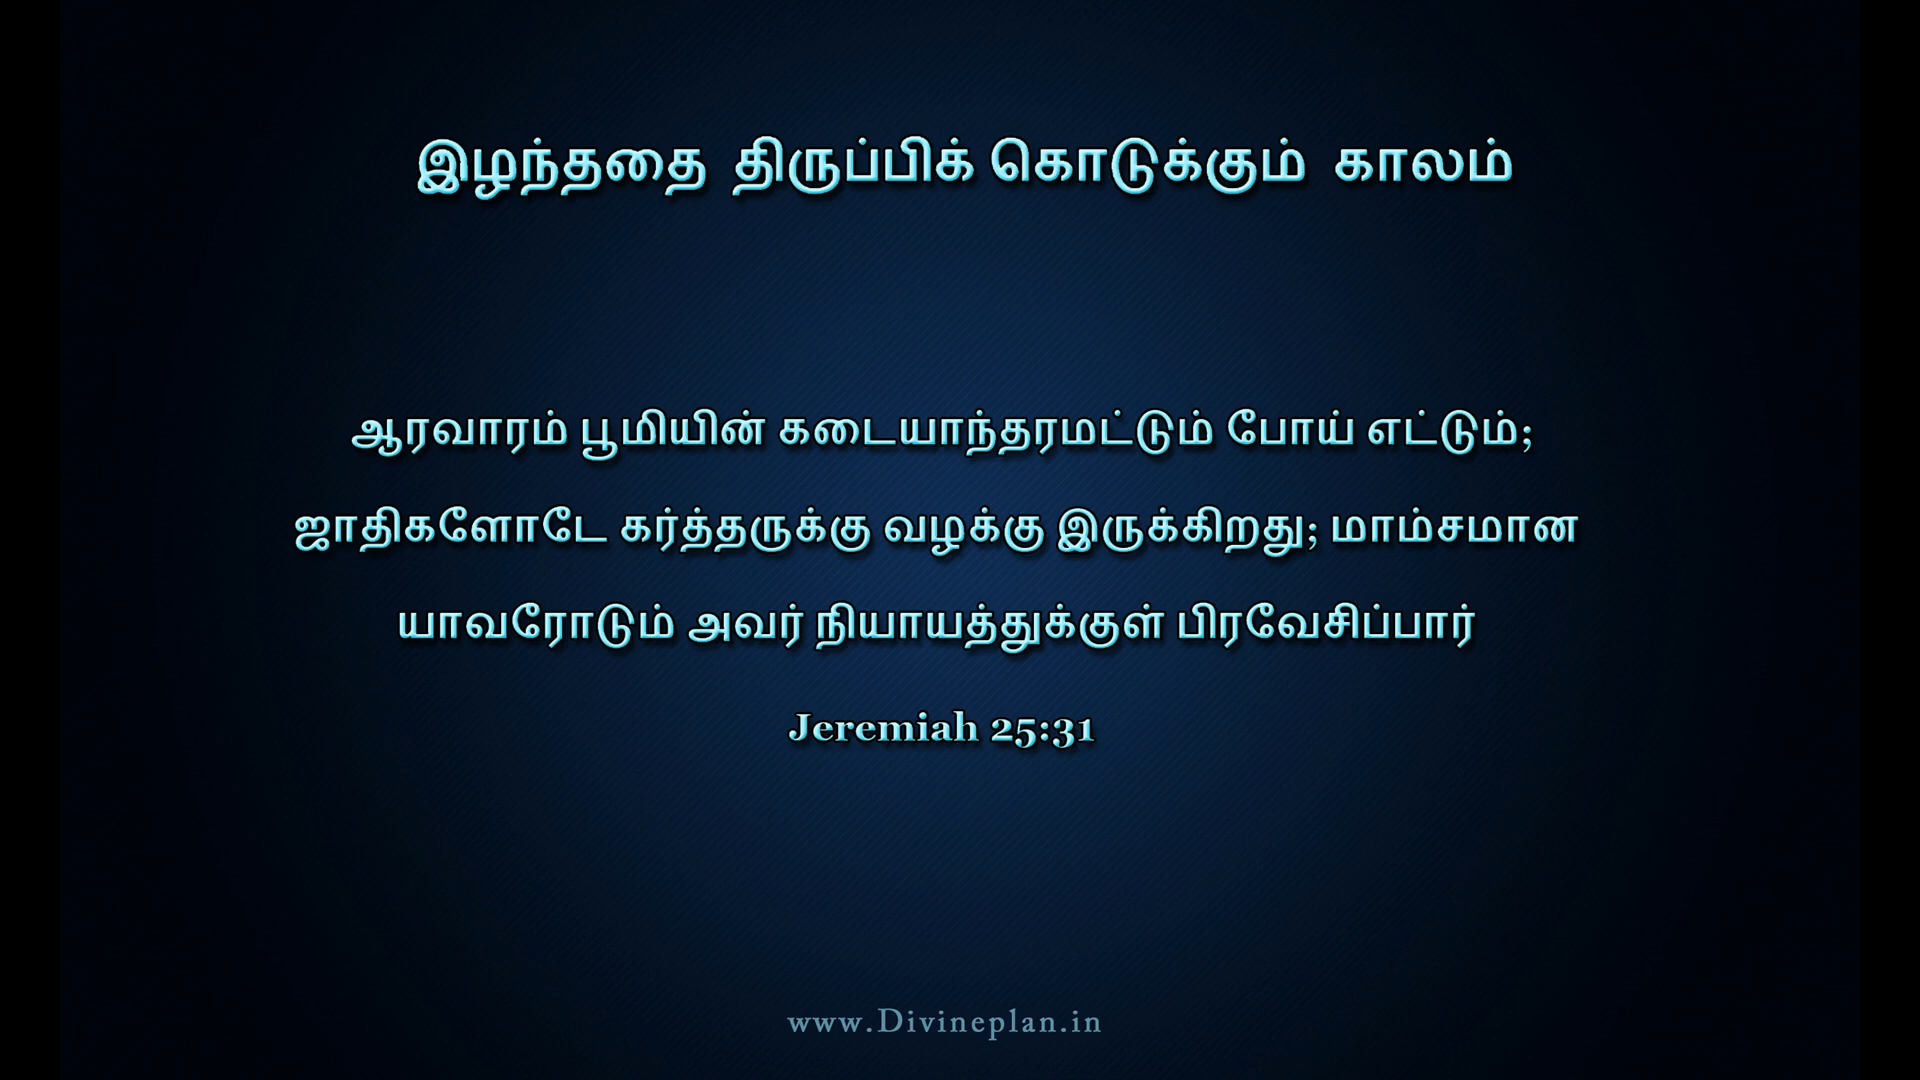 இழந்ததை திருப்பிக் கொடுக்கும் காலம்
ஆரவாரம் பூமியின் கடையாந்தரமட்டும் போய் எட்டும்;
ஜாதிகளோடே கர்த்தருக்கு வழக்கு இருக்கிறது; மாம்சமான
யாவரோடும் அவர் நியாயத்துக்குள் பிரவேசிப்பார்
Jeremiah 25:31
www.Divineplan.in